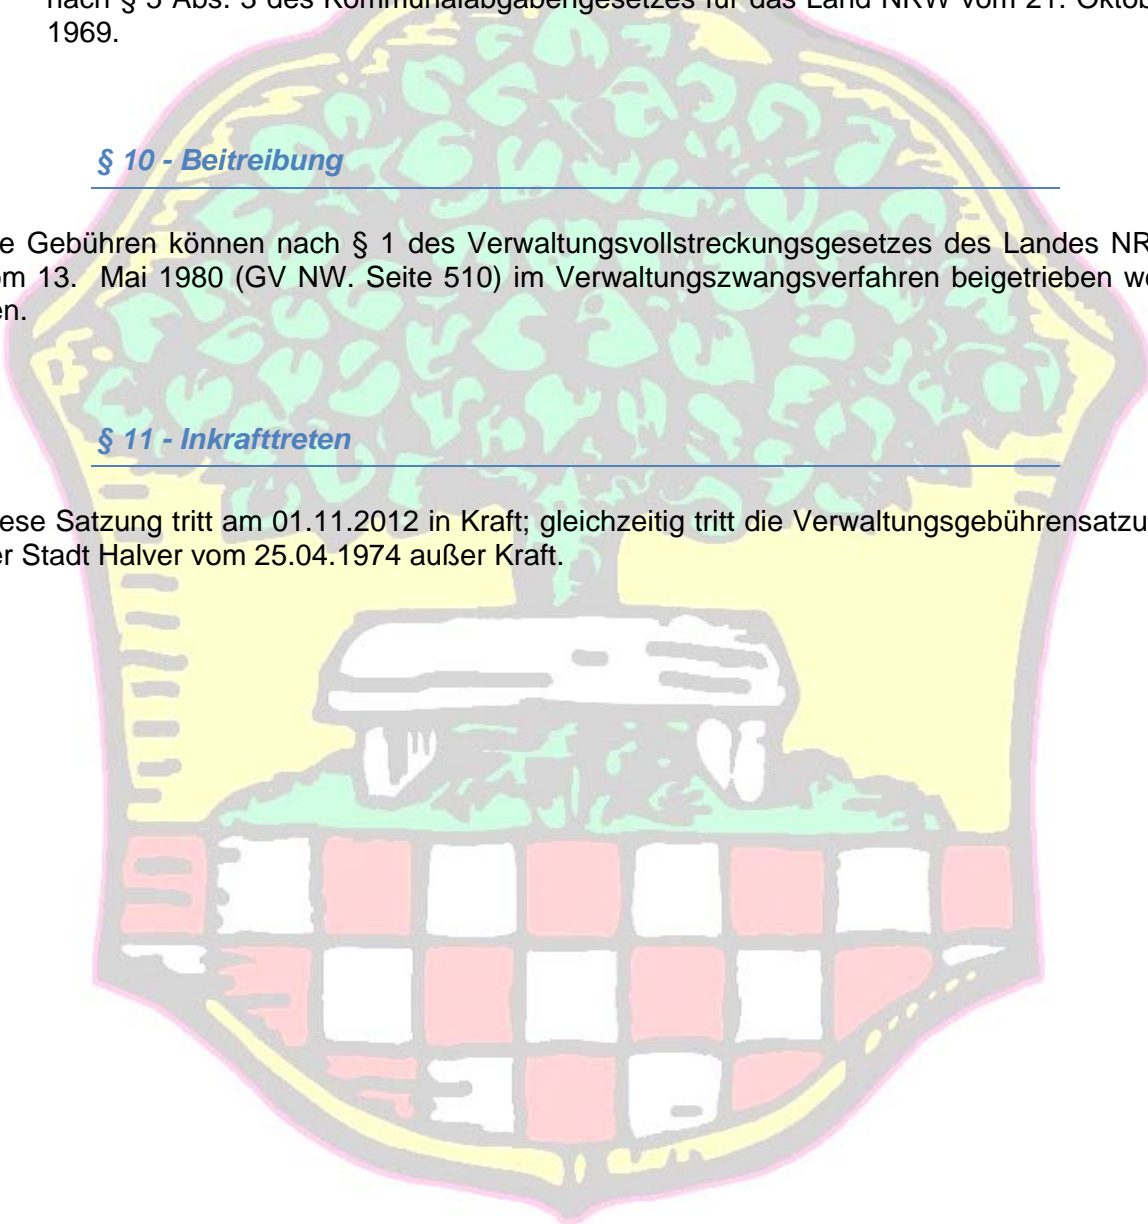 nach § 5 Abs. 3 des Kommunalabgabengesetzes für das Land NRW vom 21. Oktob
1969.
§ 10 - Beitreibung
e Gebühren können nach § 1 des Verwaltungsvollstreckungsgesetzes des Landes NR
om 13. Mai 1980 (GV NW. Seite 510) im Verwaltungszwangsverfahren beigetrieben we
en.
§ 11 - Inkrafttreten
ese Satzung tritt am 01.11.2012 in Kraft; gleichzeitig tritt die Verwaltungsgebührensatzu
er Stadt Halver vom 25.04.1974 außer Kraft.